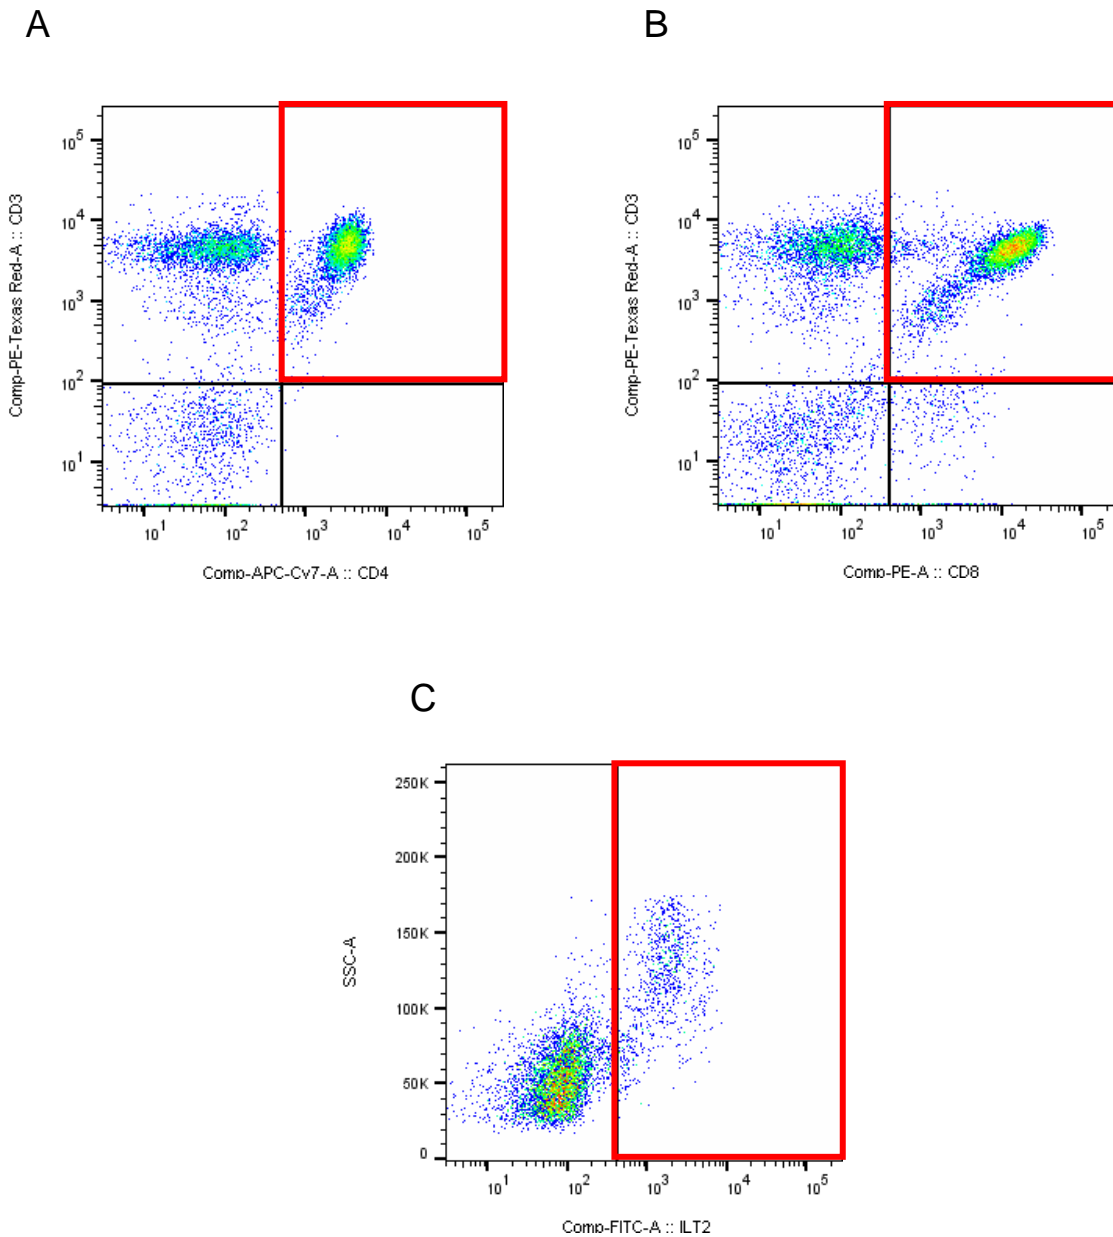 A
B
10^5
10^4
10^3
10^2
10^1
Comp-PE-Texas Red-A :: CD3
10^1 10^2 10^3 10^4 10^5
Comp-APC-Cy7-A :: CD4
10^5
10^4
10^3
10^2
10^1
Comp-PE-Texas Red-A :: CD3
10^1 10^2 10^3 10^4 10^5
Comp-PE-A :: CD8
C
250K
200K
150K
100K
50K
0
SSC-A
10^1 10^2 10^3 10^4 10^5
Comp-FITC-A :: ILT2